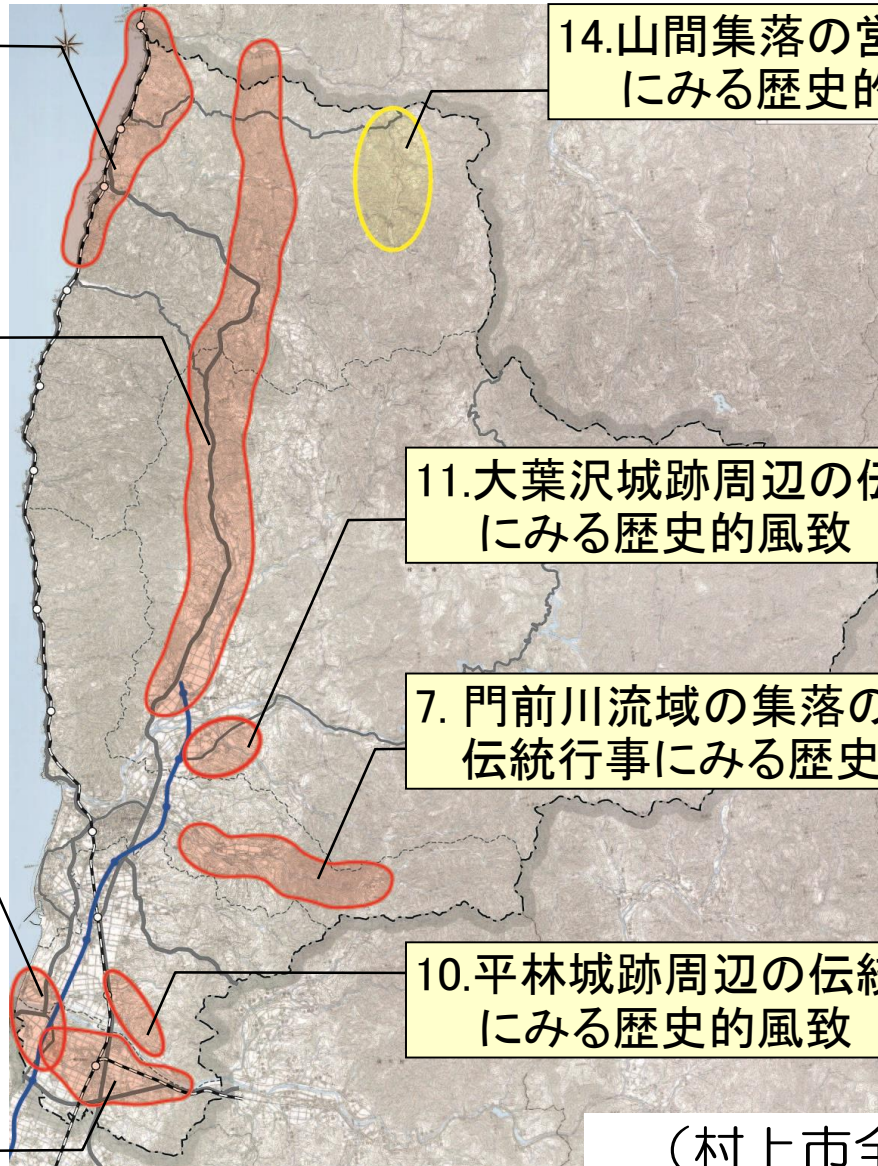 14.山間集落の営
にみる歴史的
11.大葉沢城跡周辺の伝
にみる歴史的風致
7. 門前川流域の集落の
伝統行事にみる歴史
10.平林城跡周辺の伝統
にみる歴史的風致
（村上市全